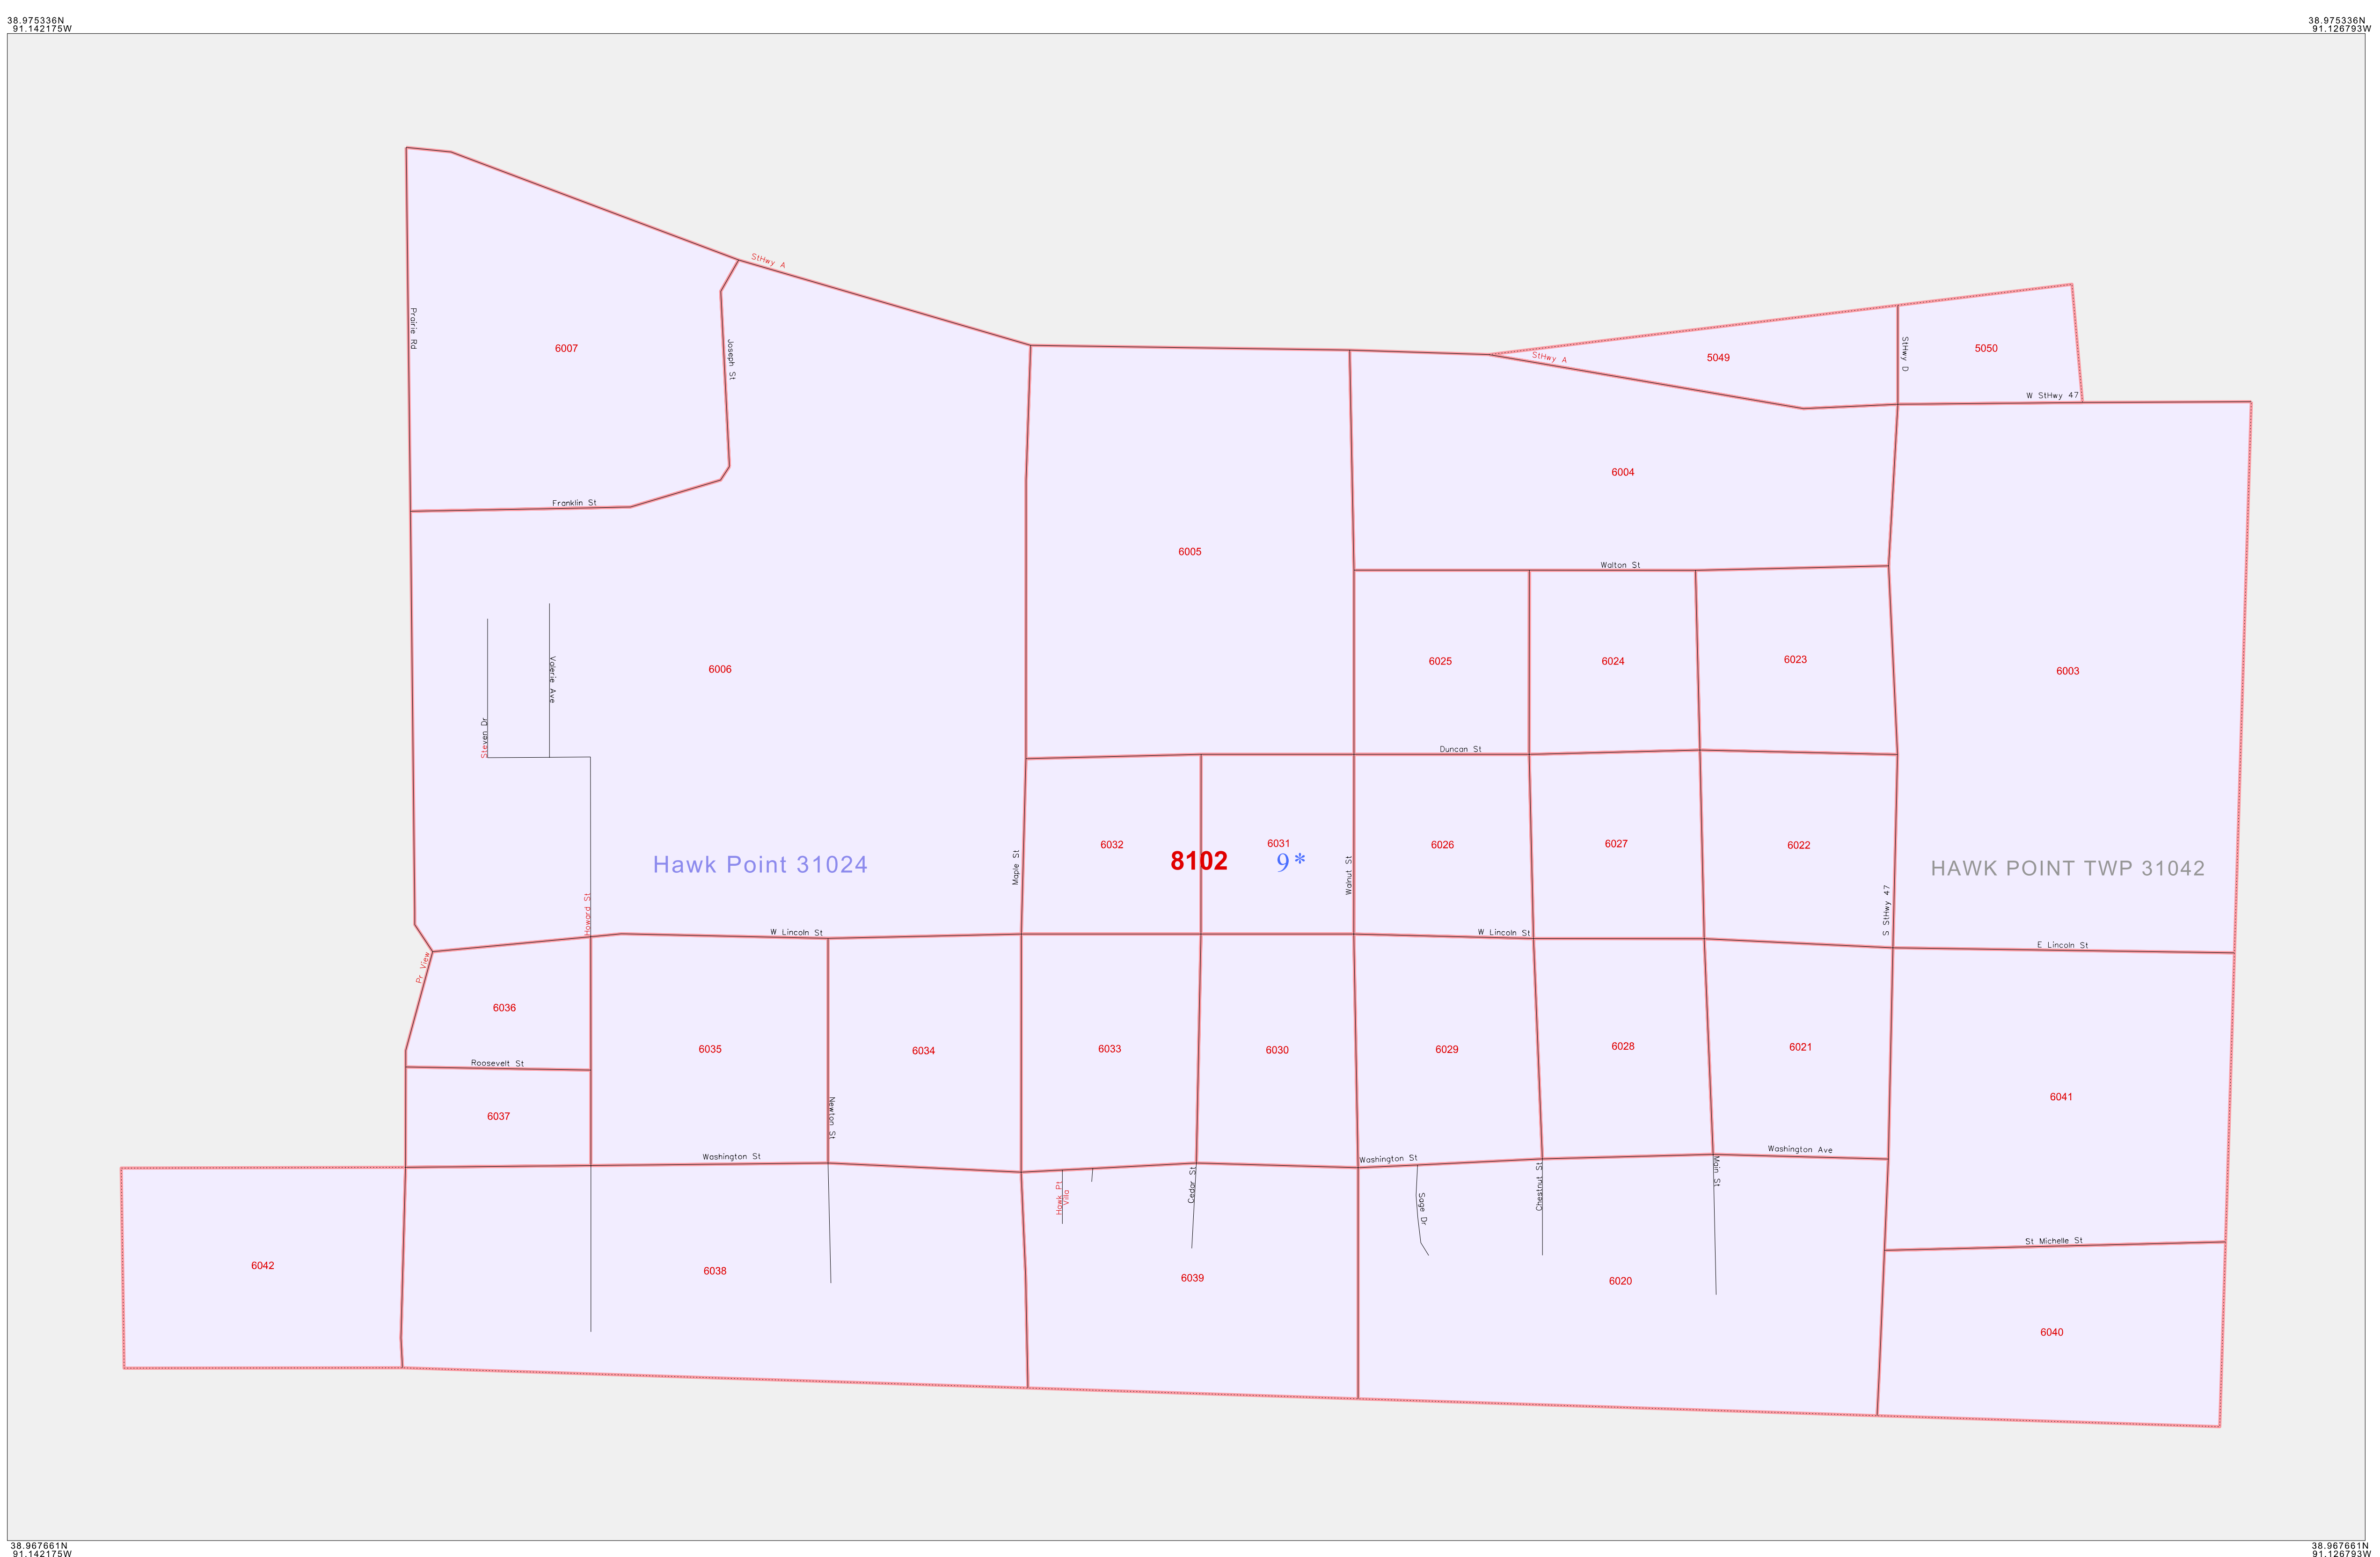 38.975336N
91.142175W
38.975336N
91.126793W
StHwy A
Prairie Rd
Joseph St
6007
StHwy A
5049
StHwy D
5050
W StHwy 47
6004
Franklin St
6005
Walton St
6006
Valerie Ave
Steven Dr
6025
6024
6023
6003
Duncan St
6032
6031
6026
6027
6022
Hawk Point 31024
8102
9*
HAWK POINT TWP 31042
Maple St
Walnut St
S StHwy 47
Howard St
W Lincoln St
W Lincoln St
E Lincoln St
Pr View
6036
6035
6034
6033
6030
6029
6028
6021
Roosevelt St
6041
6037
Newton St
Washington St
Washington St
Washington Ave
Hawk Pt
Villa
Cedar St
Sage Dr
Chestnut St
Main St
St Michelle St
6042
6038
6039
6020
6040
38.967661N
91.142175W
38.967661N
91.126793W